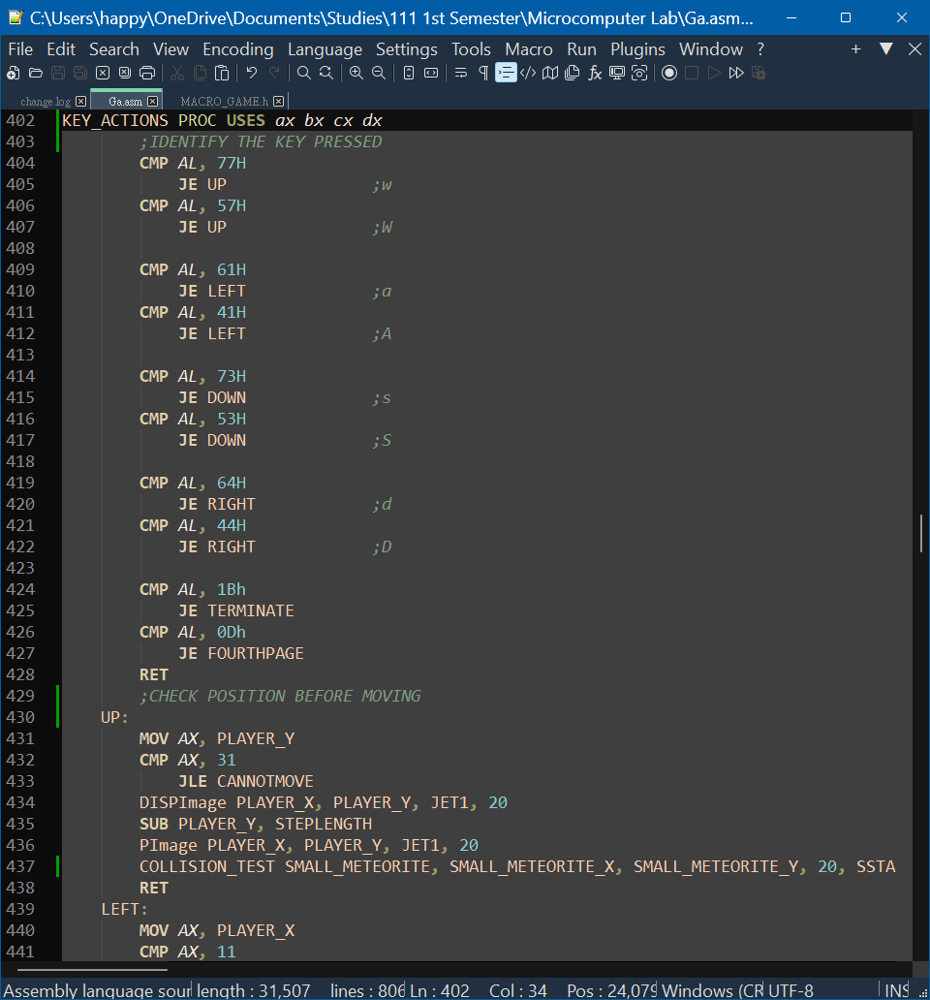 C:\Users\happy\OneDrive\Documents\Studies\111 1st Semester\Microcomputer Lab\Ga.asm...
File Edit Search View Encoding Language Settings Tools Macro Run Plugins Window ?
change.log Ga.asm MACRO_GAME.h
402 KEY_ACTIONS PROC USES ax bx cx dx
403 ;IDENTIFY THE KEY PRESSED
404 CMP AL, 77H
405 JE UP ;w
406 CMP AL, 57H
407 JE UP ;W
408
409 CMP AL, 61H
410 JE LEFT ;a
411 CMP AL, 41H
412 JE LEFT ;A
413
414 CMP AL, 73H
415 JE DOWN ;s
416 CMP AL, 53H
417 JE DOWN ;S
418
419 CMP AL, 64H
420 JE RIGHT ;d
421 CMP AL, 44H
422 JE RIGHT ;D
423
424 CMP AL, 1Bh
425 JE TERMINATE
426 CMP AL, 0Dh
427 JE FOURTHPAGE
428 RET
429 ;CHECK POSITION BEFORE MOVING
430 UP:
431 MOV AX, PLAYER_Y
432 CMP AX, 31
433 JLE CANNOTMOVE
434 DISPImage PLAYER_X, PLAYER_Y, JET1, 20
435 SUB PLAYER_Y, STEPLENGTH
436 PImage PLAYER_X, PLAYER_Y, JET1, 20
437 COLLISION_TEST SMALL_METEORITE, SMALL_METEORITE_X, SMALL_METEORITE_Y, 20, SSTA
438 RET
439 LEFT:
440 MOV AX, PLAYER_X
441 CMP AX, 11
Assembly language sour length : 31,507 lines : 806 Ln : 402 Col : 34 Pos : 24,079 Windows (CR UTF-8 INS